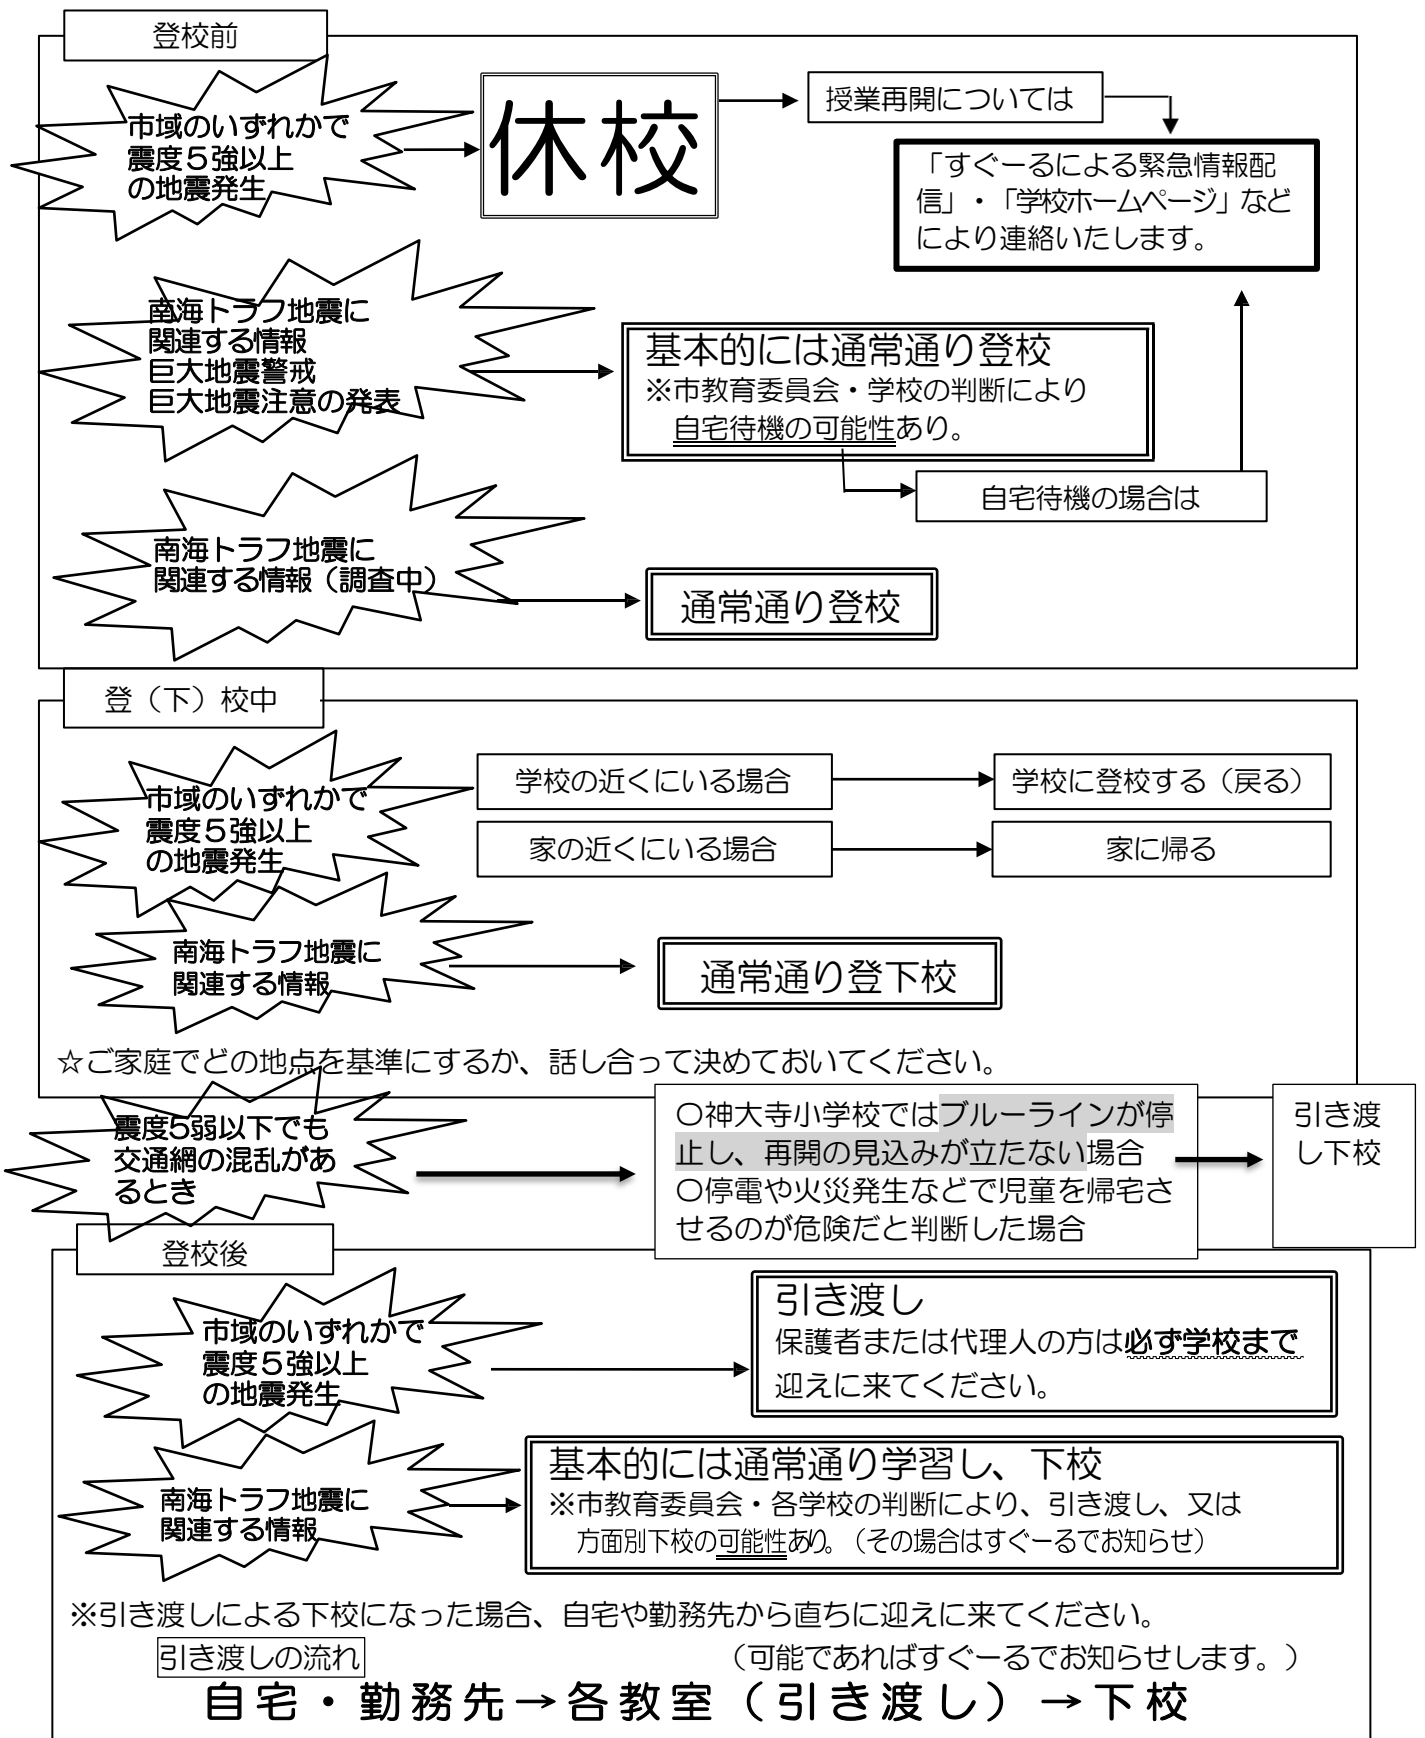 登校前
市域のいずれかで
震度５強以上
の地震発生
休校
授業再開については
「すぐーるによる緊急情報配
信」・「学校ホームページ」など
により連絡いたします。
南海トラフ地震に
関連する情報
巨大地震警戒
巨大地震注意の発表
基本的には通常通り登校
※市教育委員会・学校の判断により
自宅待機の可能性あり。
自宅待機の場合は
南海トラフ地震に
関連する情報（調査中）
通常通り登校
登（下）校中
市域のいずれかで
震度５強以上
の地震発生
学校の近くにいる場合
学校に登校する（戻る）
家の近くにいる場合
家に帰る
南海トラフ地震に
関連する情報
通常通り登下校
☆ご家庭でどの地点を基準にするか、話し合って決めておいてください。
震度5弱以下でも
交通網の混乱があ
るとき
〇神大寺小学校ではブルーラインが停
止し、再開の見込みが立たない場合
〇停電や火災発生などで児童を帰宅さ
せるのが危険だと判断した場合
引き渡
し下校
登校後
市域のいずれかで
震度５強以上
の地震発生
引き渡し
保護者または代理人の方は必ず学校まで
迎えに来てください。
南海トラフ地震に
関連する情報
基本的には通常通り学習し、下校
※市教育委員会・各学校の判断により、引き渡し、又は
方面別下校の可能性あり。（その場合はすぐーるでお知らせ）
※引き渡しによる下校になった場合、自宅や勤務先から直ちに迎えに来てください。
引き渡しの流れ
（可能であればすぐーるでお知らせします。）
自宅・勤務先→各教室（引き渡し）→下校